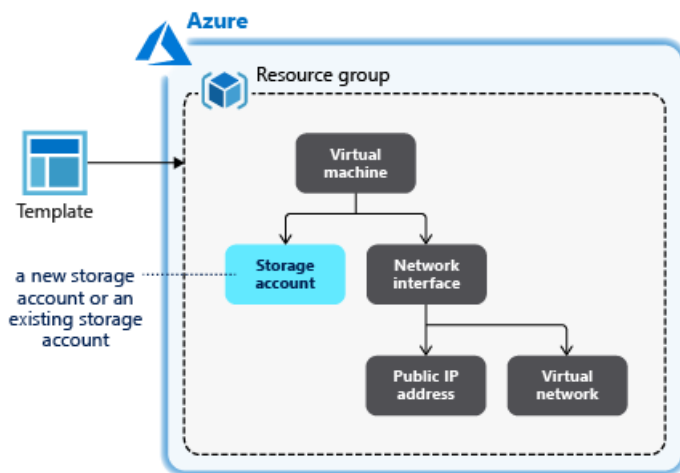 Azure
Resource group
Virtual
machine
Template
a new storage
account or an
existing storage
account
Storage
account
Network
interface
Public IP
address
Virtual
network